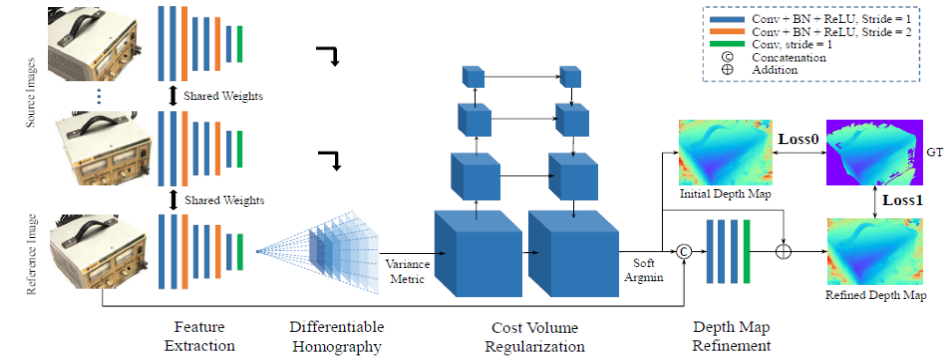 Source Images
Reference Image
Shared Weights
Shared Weights
Conv + BN + ReLU, Stride = 1
Conv + BN + ReLU, Stride = 2
Conv, stride = 1
C Concatenation
Addition
Variance
Metric
Soft
Argmin
C
Initial Depth Map
Loss0
GT
Loss1
Refined Depth Map
Feature
Extraction
Differentiable
Homography
Cost Volume
Regularization
Depth Map
Refinement